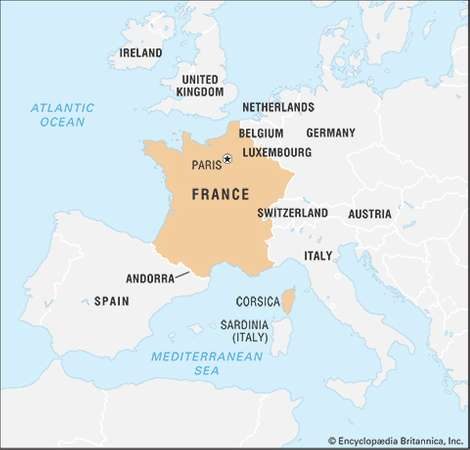 IRELAND
UNITED
KINGDOM
ATLANTIC
OCEAN
NETHERLANDS
BELGIUM
GERMANY
LUXEMBOURG
PARIS
FRANCE
SWITZERLAND
AUSTRIA
ITALY
ANDORRA
SPAIN
CORSICA
SARDINIA
(ITALY)
MEDITERRANEAN
SEA
© Encyclopædia Britannica, Inc.